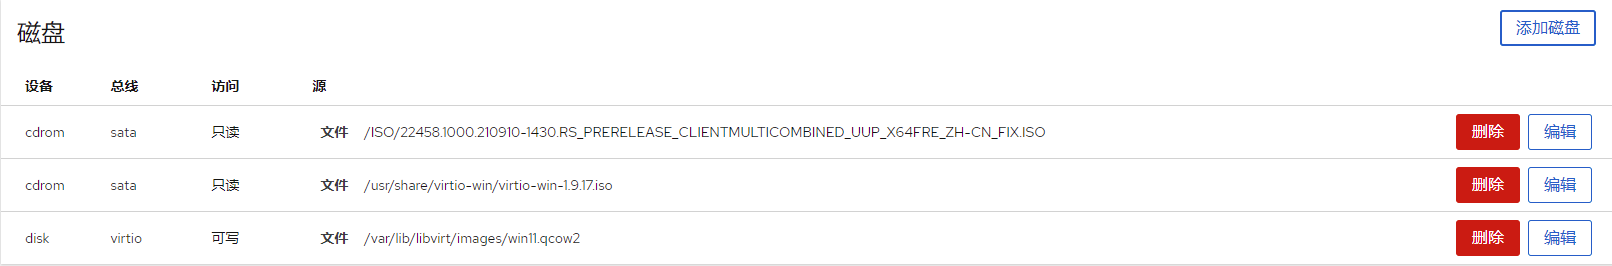 磁盘 添加磁盘
设备 总线 访问 源
cdrom sata 只读 文件 /ISO/22458.1000.210910-1430.RS_PRERELEASE_CLIENTMULTICOMBINED_UUP_X64FRE_ZH-CN_FIX.ISO 删除 编辑
cdrom sata 只读 文件 /usr/share/virtio-win/virtio-win-1.9.17.iso 删除 编辑
disk virtio 可写 文件 /var/lib/libvirt/images/win11.qcow2 删除 编辑